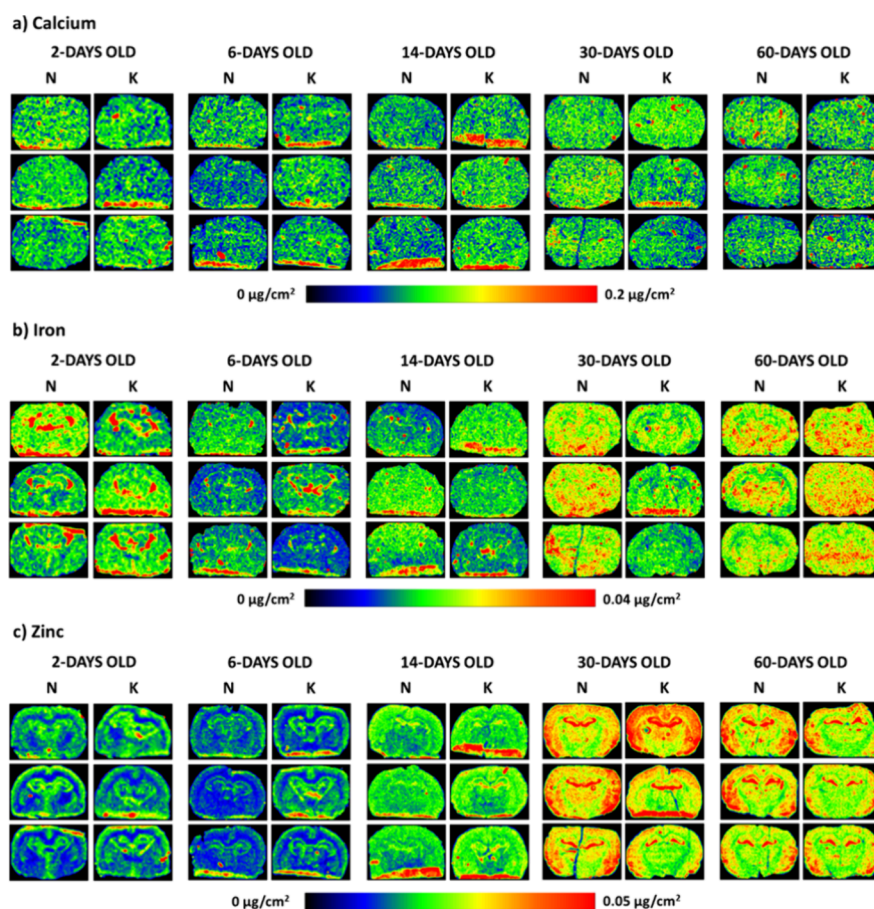 a) Calcium
2-DAYS OLD 6-DAYS OLD 14-DAYS OLD 30-DAYS OLD 60-DAYS OLD
N K N K N K N K N K
0 µg/cm² 0.2 µg/cm²
b) Iron
2-DAYS OLD 6-DAYS OLD 14-DAYS OLD 30-DAYS OLD 60-DAYS OLD
N K N K N K N K N K
0 µg/cm² 0.04 µg/cm²
c) Zinc
2-DAYS OLD 6-DAYS OLD 14-DAYS OLD 30-DAYS OLD 60-DAYS OLD
N K N K N K N K N K
0 µg/cm² 0.05 µg/cm²